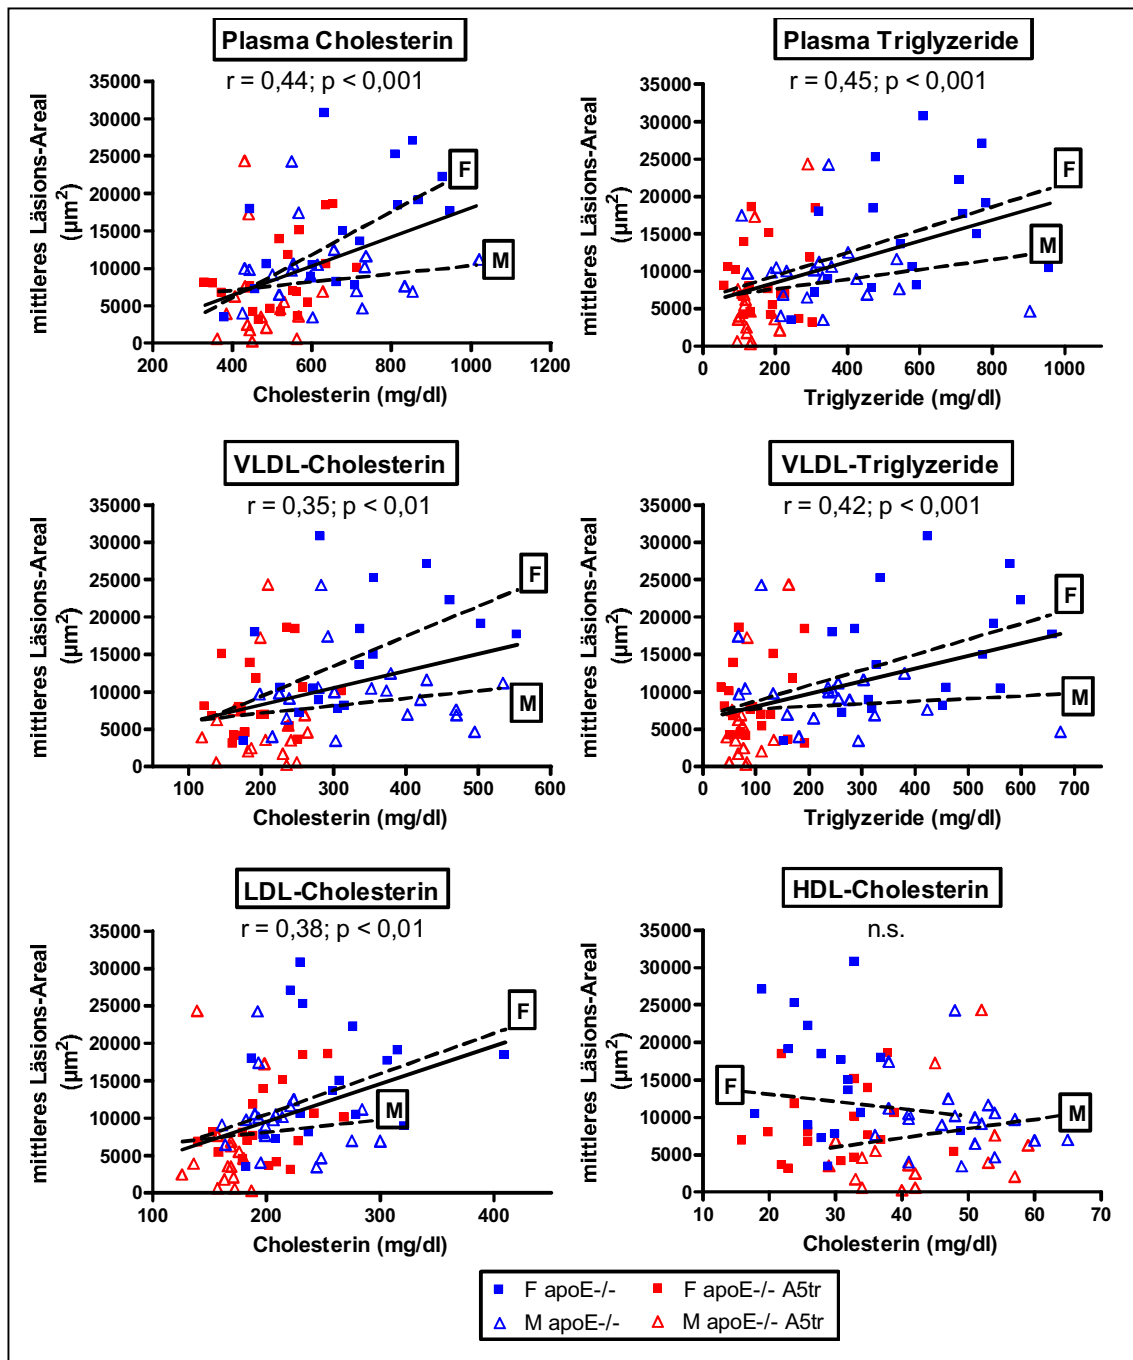 Plasma Cholesterin
r = 0,44; p < 0,001
mittleres Läsions-Areal
(µm²)
35000
30000
25000
20000
15000
10000
5000
0
F
M
200 400 600 800 1000 1200
Cholesterin (mg/dl)
Plasma Triglyzeride
r = 0,45; p < 0,001
mittleres Läsions-Areal
(µm²)
35000
30000
25000
20000
15000
10000
5000
0
F
M
0 200 400 600 800 1000
Triglyzeride (mg/dl)
VLDL-Cholesterin
r = 0,35; p < 0,01
mittleres Läsions-Areal
(µm²)
35000
30000
25000
20000
15000
10000
5000
0
F
M
100 200 300 400 500 600
Cholesterin (mg/dl)
VLDL-Triglyzeride
r = 0,42; p < 0,001
mittleres Läsions-Areal
(µm²)
35000
30000
25000
20000
15000
10000
5000
0
F
M
0 100 200 300 400 500 600 700
Triglyzeride (mg/dl)
LDL-Cholesterin
r = 0,38; p < 0,01
mittleres Läsions-Areal
(µm²)
35000
30000
25000
20000
15000
10000
5000
0
F
M
100 200 300 400
Cholesterin (mg/dl)
HDL-Cholesterin
n.s.
mittleres Läsions-Areal
(µm²)
35000
30000
25000
20000
15000
10000
5000
0
F
M
10 20 30 40 50 60 70
Cholesterin (mg/dl)
F apoE-/- F apoE-/- A5tr
M apoE-/- M apoE-/- A5tr